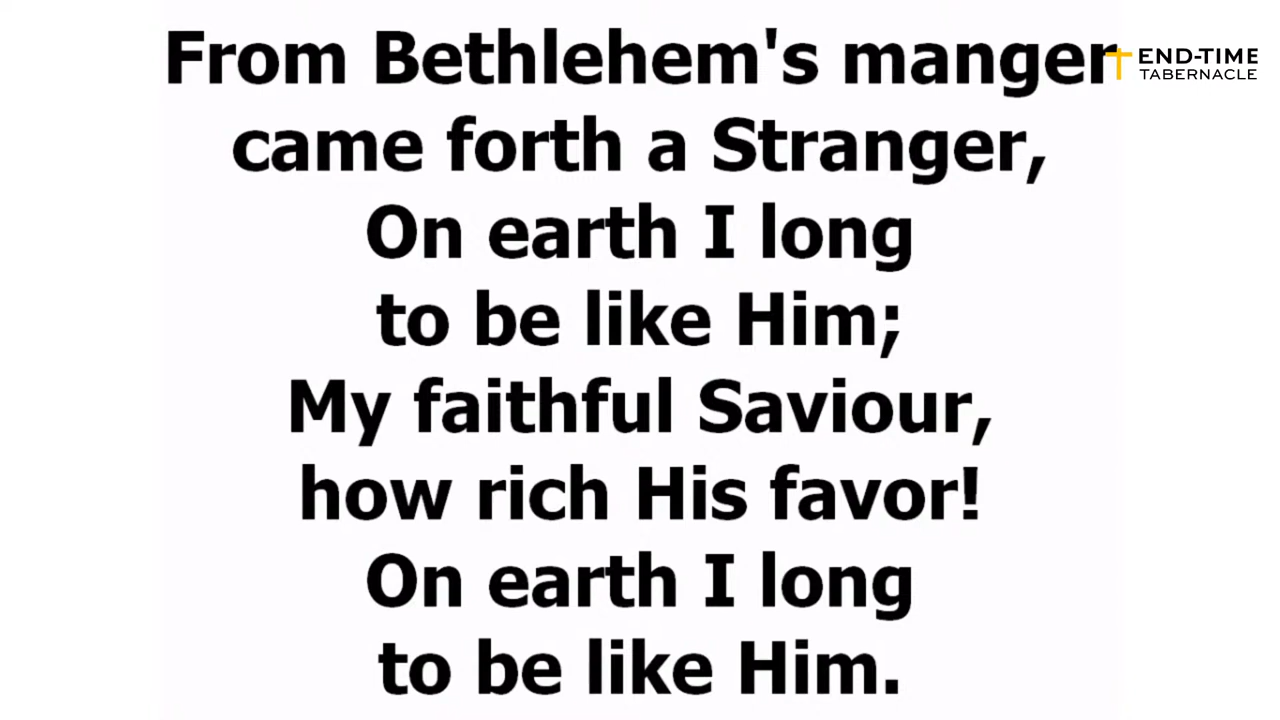 From Bethlehem's manger
END-TIME
TABERNACLE
came forth a Stranger,
On earth I long
to be like Him;
My faithful Saviour,
how rich His favor!
On earth I long
to be like Him.